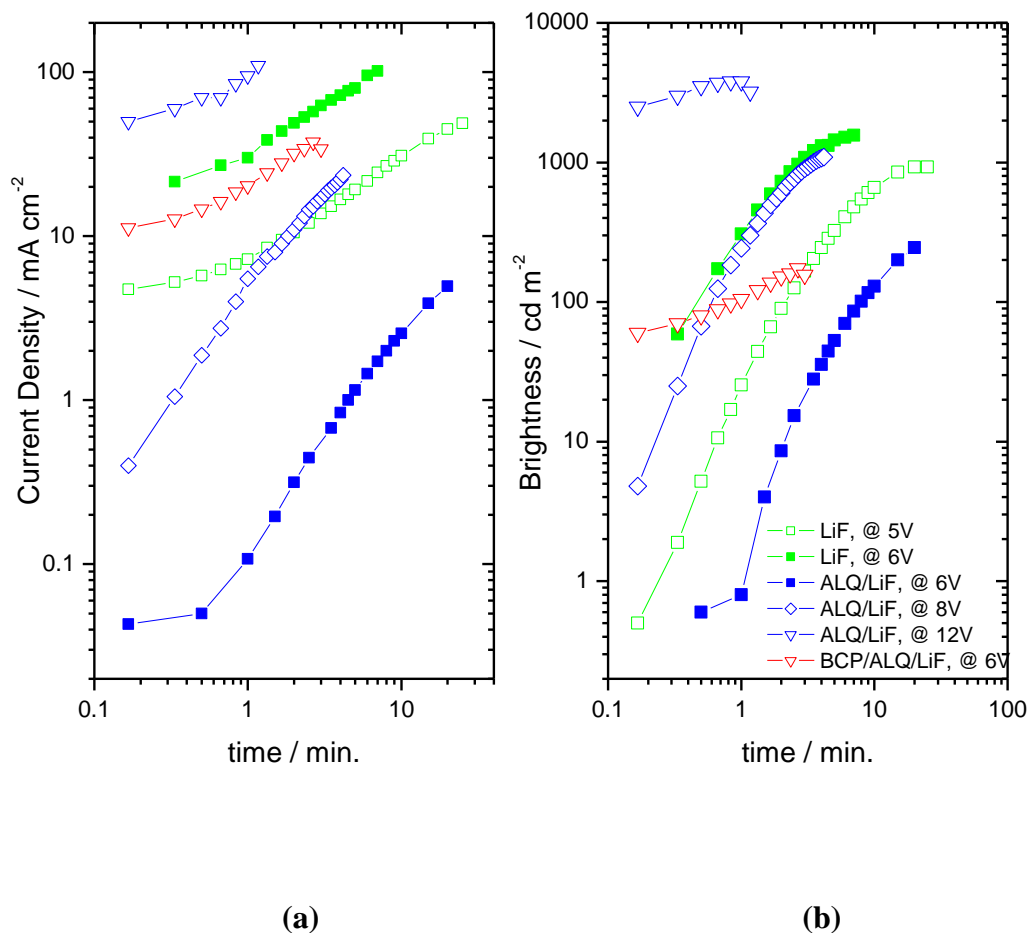 100
10
1
0.1
Current Density / mA cm-2
0.1 1 10
time / min.
(a)
10000
1000
100
10
1
Brightness / cd m-2
LiF, @ 5V
LiF, @ 6V
ALQ/LiF, @ 6V
ALQ/LiF, @ 8V
ALQ/LiF, @ 12V
BCP/ALQ/LiF, @ 6V
0.1 1 10 100
time / min.
(b)